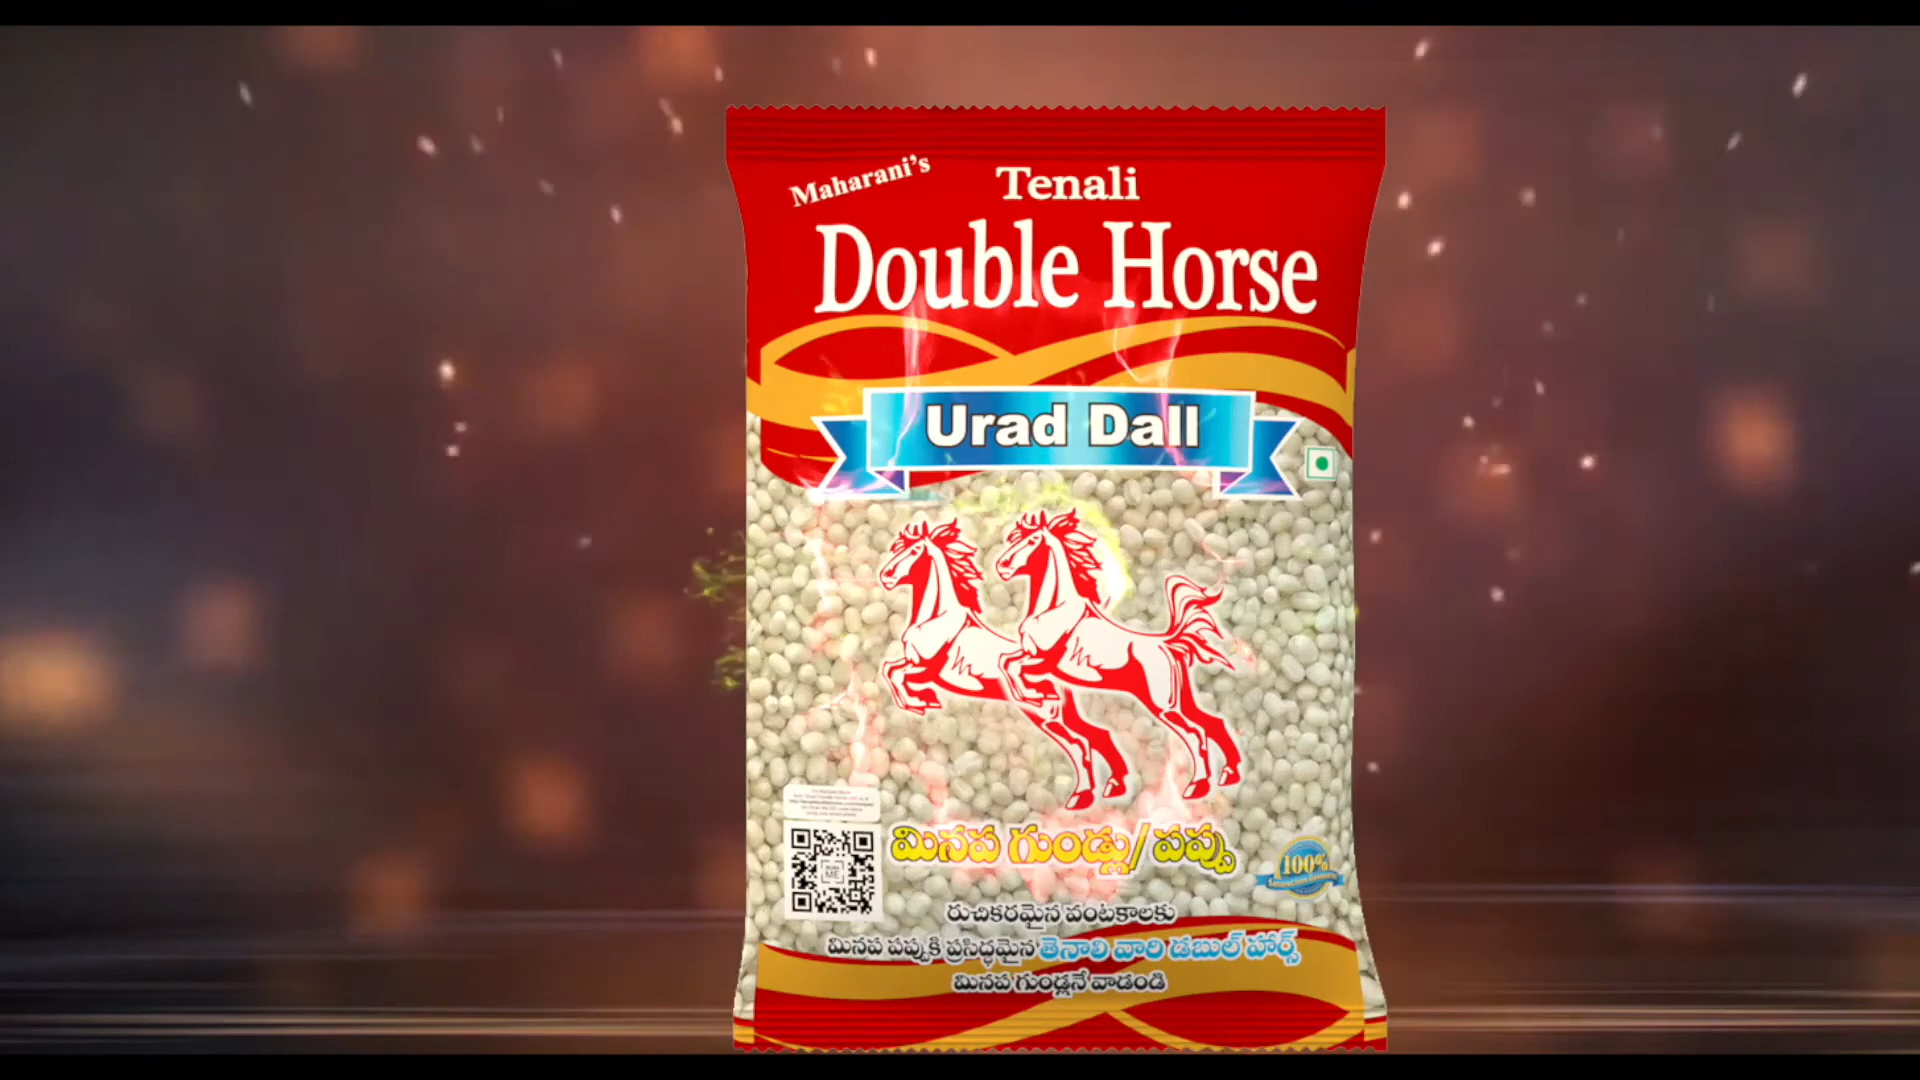 Maharani's
Tenali
Double Horse
Urad Dall
మినప గుండ్లు/పప్పు
100%
రుచికరమైన వంటకాలకు
మినప పప్పుకి ప్రసిద్ధమైన తెనాలి వారి డబుల్ హార్స్
మినప గుండ్లనే వాడండి